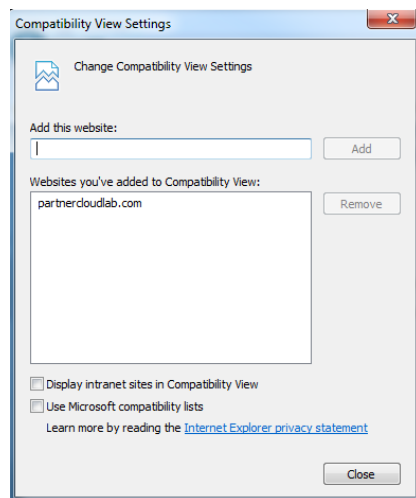 Compatibility View Settings
Change Compatibility View Settings
Add this website:
Add
Websites you've added to Compatibility View:
partnercloudlab.com
Remove
Display intranet sites in Compatibility View
Use Microsoft compatibility lists
Learn more by reading the Internet Explorer privacy statement
Close